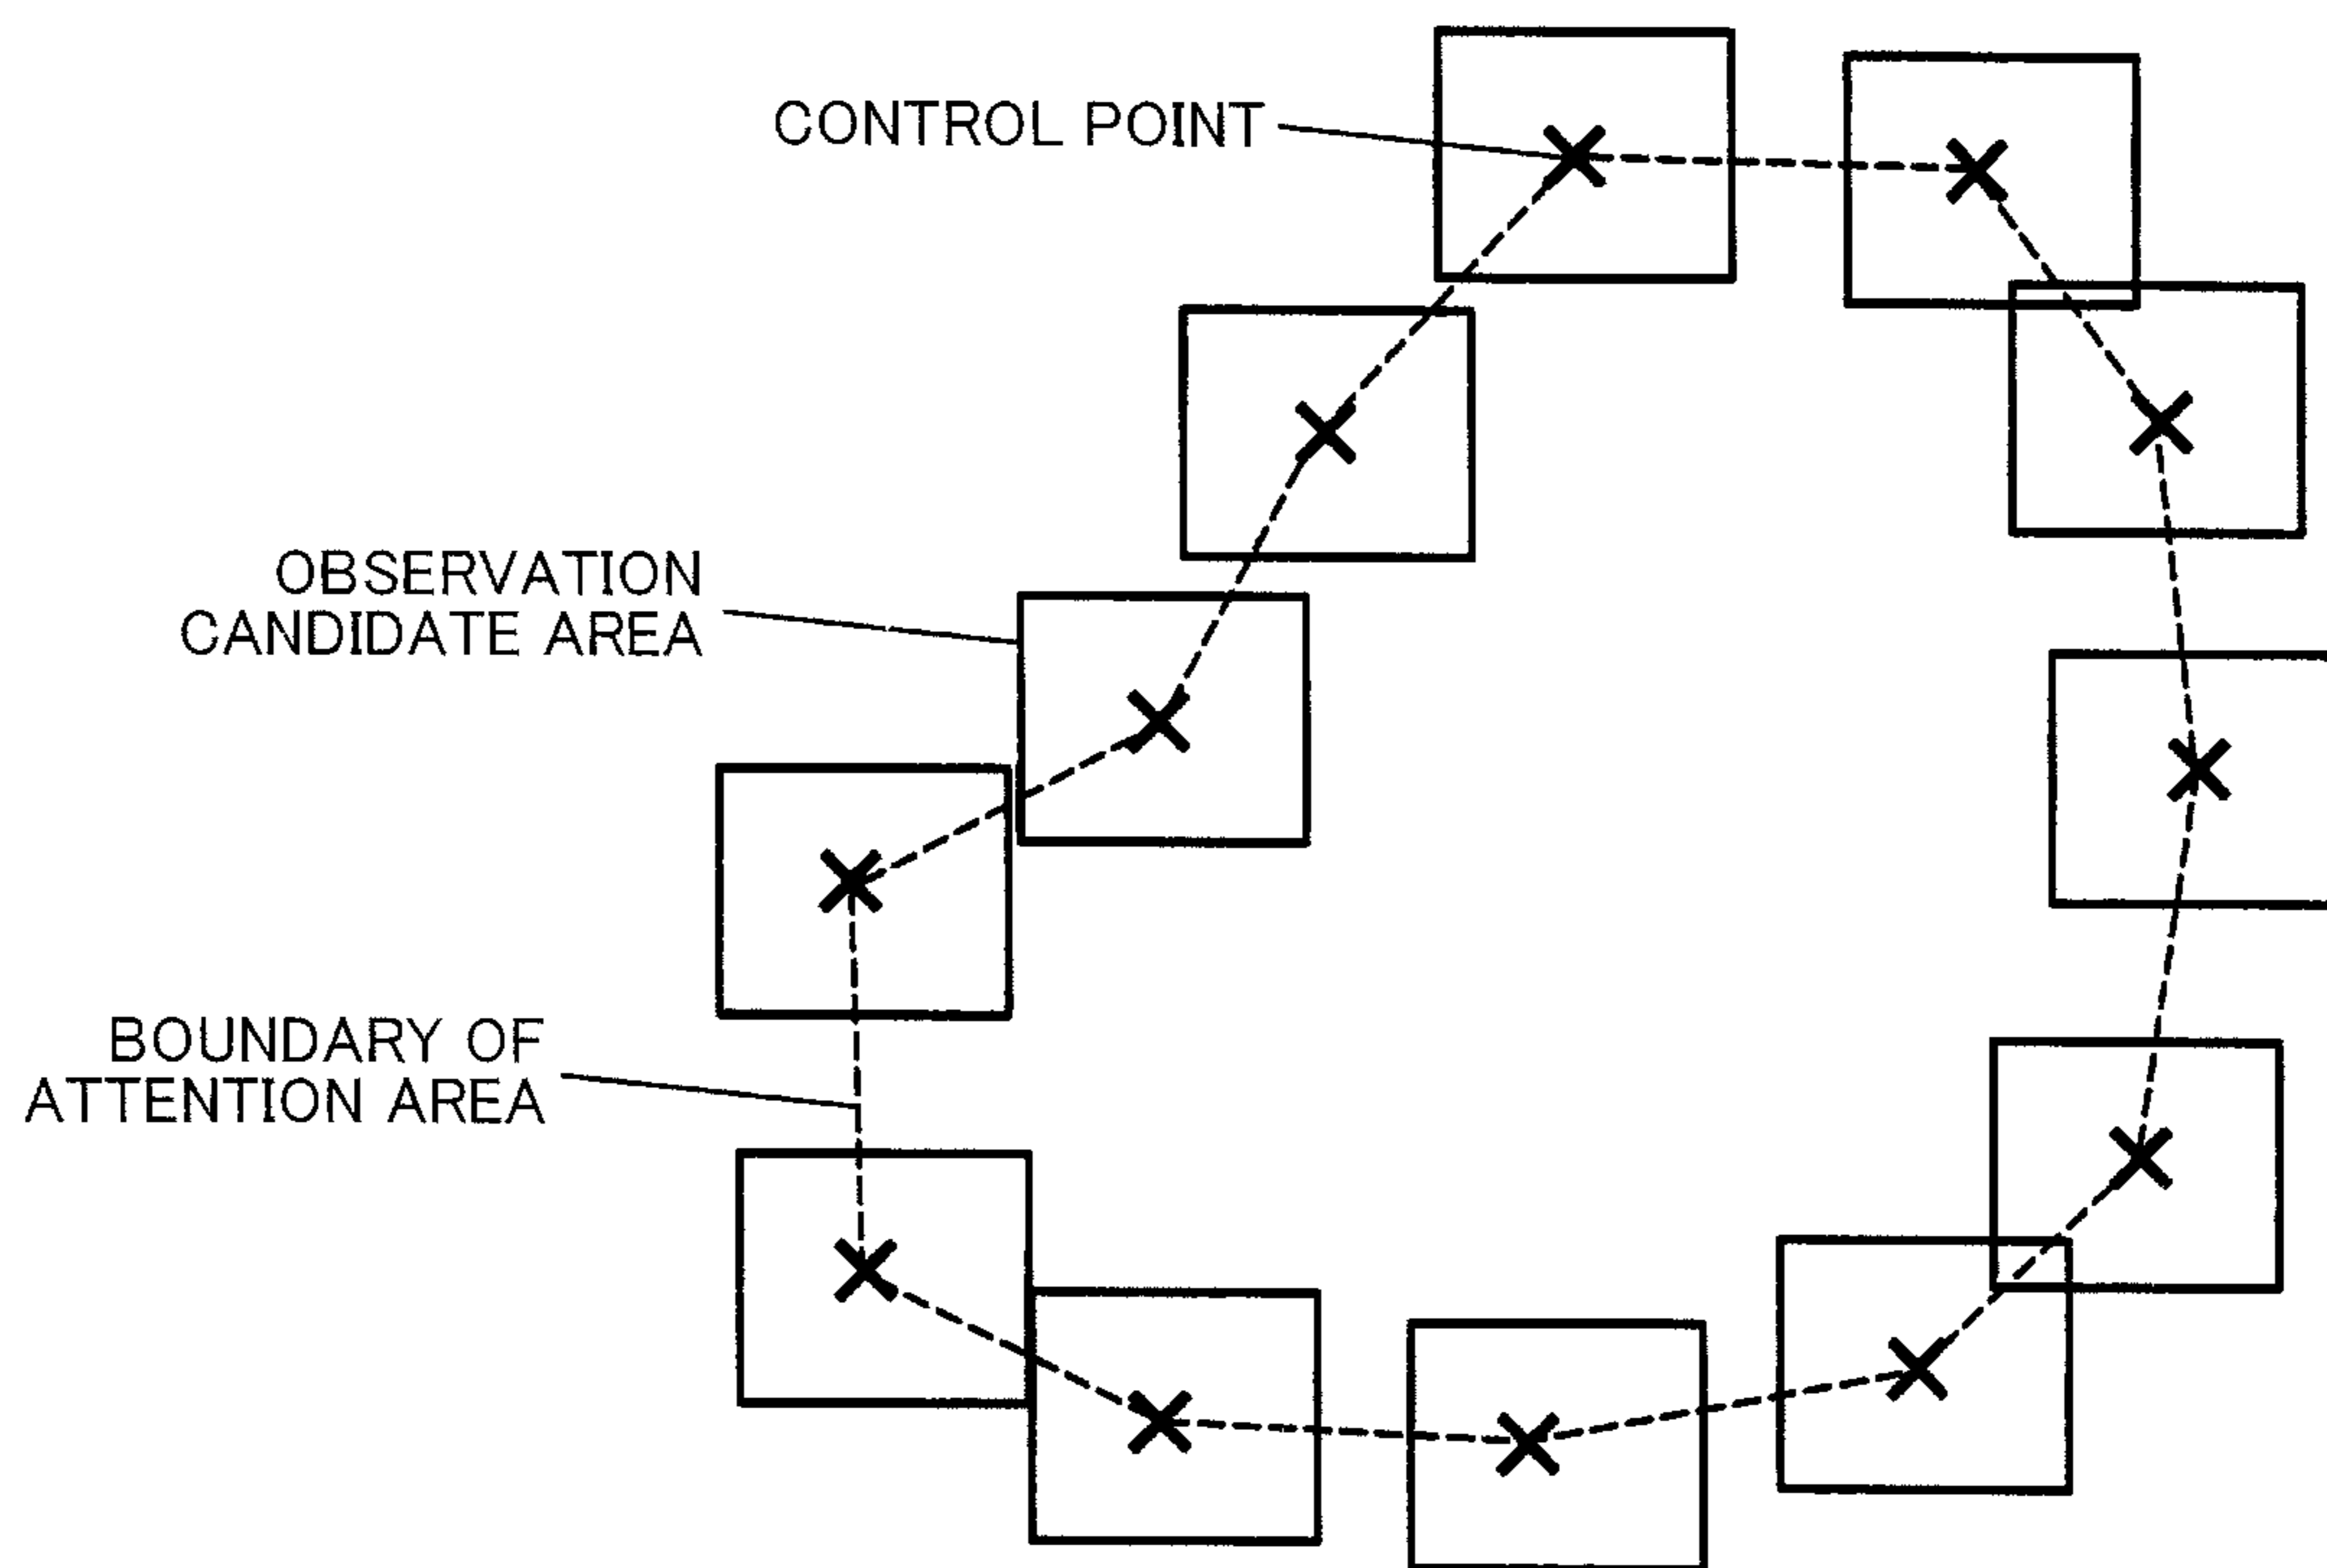 CONTROL POINT
OBSERVATION
CANDIDATE AREA
BOUNDARY OF
ATTENTION AREA